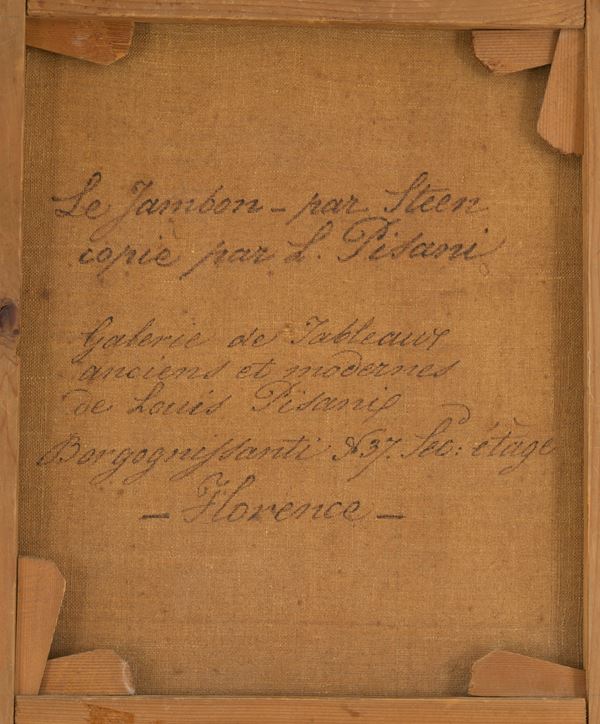 Le Jambon - par Steen
copie par L. Pisani
Galerie de Tableaux
anciens et modernes
de Louis Pisani
Borgognissanti N 37. Sec: étage
- Florence -